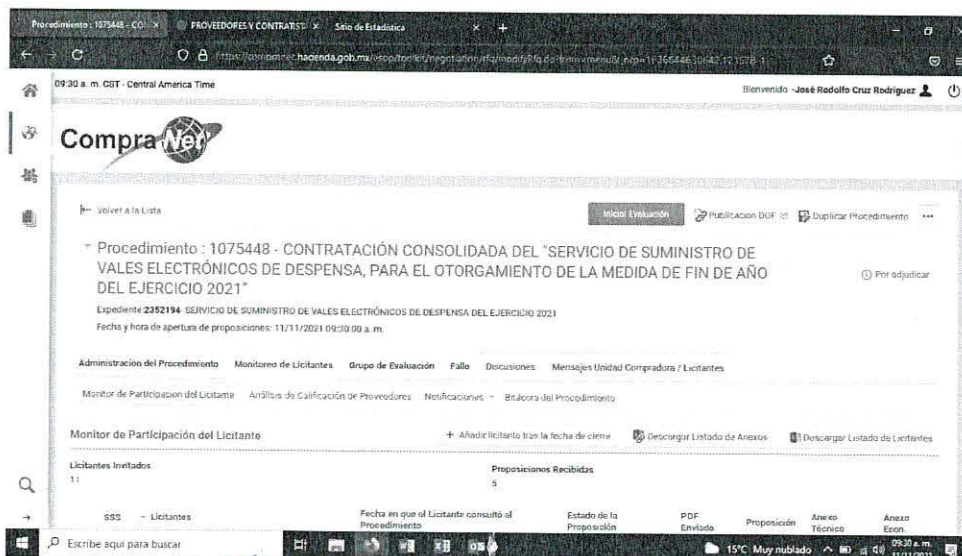 Procedimiento : 1075448 - CO
PROVEEDORES Y CONTRATIST
Sitio de Estadística
09:30 a. m. CST - Central America Time
Bienvenido -José Rodolfo Cruz Rodríguez
CompraNet
Volver a la Lista
Iniciar Evaluación
Publicación DOF
Duplicar Procedimiento
Procedimiento : 1075448 - CONTRATACIÓN CONSOLIDADA DEL "SERVICIO DE SUMINISTRO DE
VALES ELECTRÓNICOS DE DESPENSA, PARA EL OTORGAMIENTO DE LA MEDIDA DE FIN DE AÑO
DEL EJERCICIO 2021"
Por adjudicar
Expediente:2352194- SERVICIO DE SUMINISTRO DE VALES ELECTRÓNICOS DE DESPENSA DEL EJERCICIO 2021
Fecha y hora de apertura de proposiciones: 11/11/2021 09:30:00 a. m.
Administración del Procedimiento Monitoreo de Licitantes Grupo de Evaluación Fallo Discusiones Mensajes Unidad Compradora / Licitantes
Monitor de Participación del Licitante Análisis de Calificación de Proveedores Notificaciones Bitácora del Procedimiento
Monitor de Participación del Licitante
+ Añadir licitante tras la fecha de cierre
Descargar Listado de Anexos
Descargar Listado de Licitantes
Licitantes Invitados
11
Proposiciones Recibidas
5
SSS
Licitantes
Fecha en que el Licitante consultó el
Procedimiento
Estado de la
Proposición
PDF
Enviado
Proposición
Anexo
Técnico
Anexo
Econ.
Escribe aquí para buscar
15°C Muy nublado
09:30 a. m.
11/11/2021